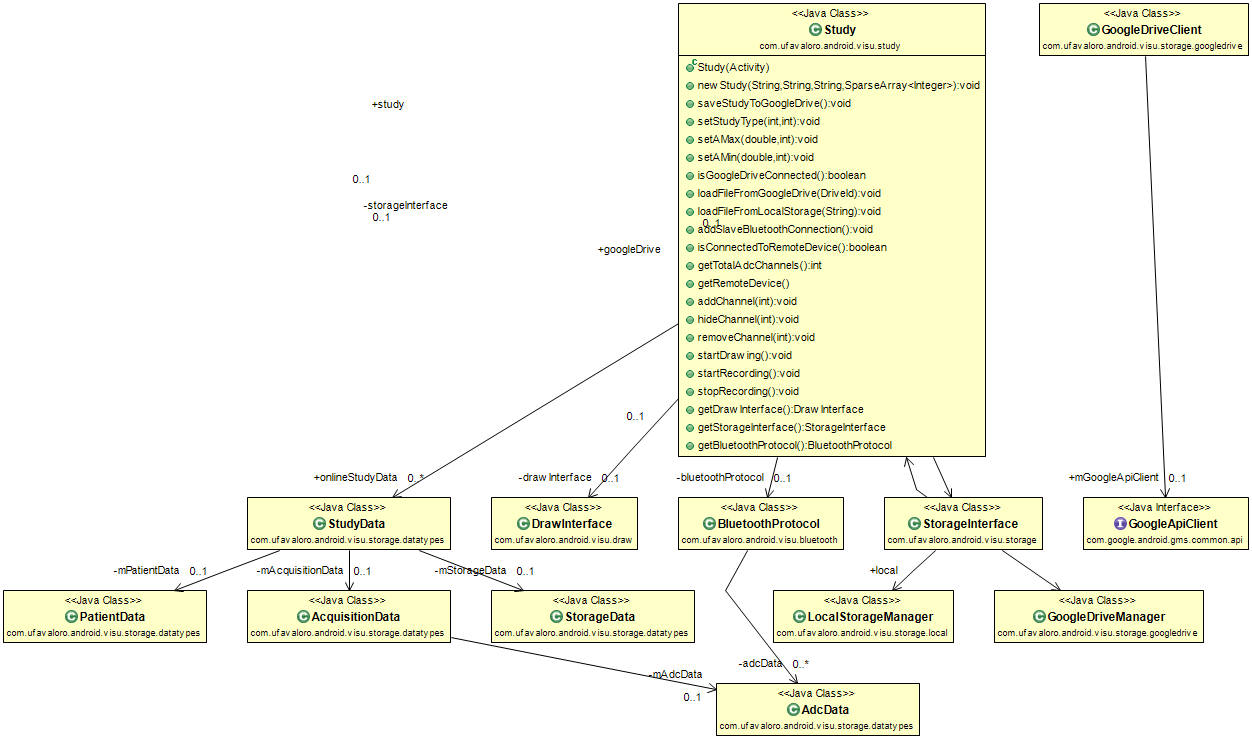 <<Java Class>>
Study
com.ufavaloro.android.visu.study
<<Java Class>>
GoogleDriveClient
com.ufavaloro.android.visu.storage.googledrive
Study(Activity)
newStudy(String,String,String,SparseArray<Integer>):void
saveStudyToGoogleDrive():void
setStudyType(int,int):void
setAMax(double,int):void
setAMin(double,int):void
isGoogleDriveConnected():boolean
loadFileFromGoogleDrive(DriveId):void
loadFileFromLocalStorage(String):void
addSlaveBluetoothConnection():void
isConnectedToRemoteDevice():boolean
getTotalAdcChannels():int
getRemoteDevice()
addChannel(int):void
hideChannel(int):void
removeChannel(int):void
startDrawing():void
startRecording():void
stopRecording():void
getDrawInterface():DrawInterface
getStorageInterface():StorageInterface
getBluetoothProtocol():BluetoothProtocol
+study
0..1
-storageInterface
0..1
0..1
+googleDrive
0..1
+onlineStudyData 0..*
-drawInterface 0..1
-bluetoothProtocol 0..1
+mGoogleApiClient 0..1
<<Java Class>>
StudyData
com.ufavaloro.android.visu.storage.datatypes
<<Java Class>>
DrawInterface
com.ufavaloro.android.visu.draw
<<Java Class>>
BluetoothProtocol
com.ufavaloro.android.visu.bluetooth
<<Java Class>>
StorageInterface
com.ufavaloro.android.visu.storage
<<Java Interface>>
GoogleApiClient
com.google.android.gms.common.api
-mPatientData 0..1
-mAcquisitionData 0..1
-mStorageData 0..1
+local
<<Java Class>>
PatientData
com.ufavaloro.android.visu.storage.datatypes
<<Java Class>>
AcquisitionData
com.ufavaloro.android.visu.storage.datatypes
<<Java Class>>
StorageData
com.ufavaloro.android.visu.storage.datatypes
<<Java Class>>
LocalStorageManager
com.ufavaloro.android.visu.storage.local
<<Java Class>>
GoogleDriveManager
com.ufavaloro.android.visu.storage.googledrive
-mAdcData
0..1
-adcData 0..*
<<Java Class>>
AdcData
com.ufavaloro.android.visu.storage.datatypes